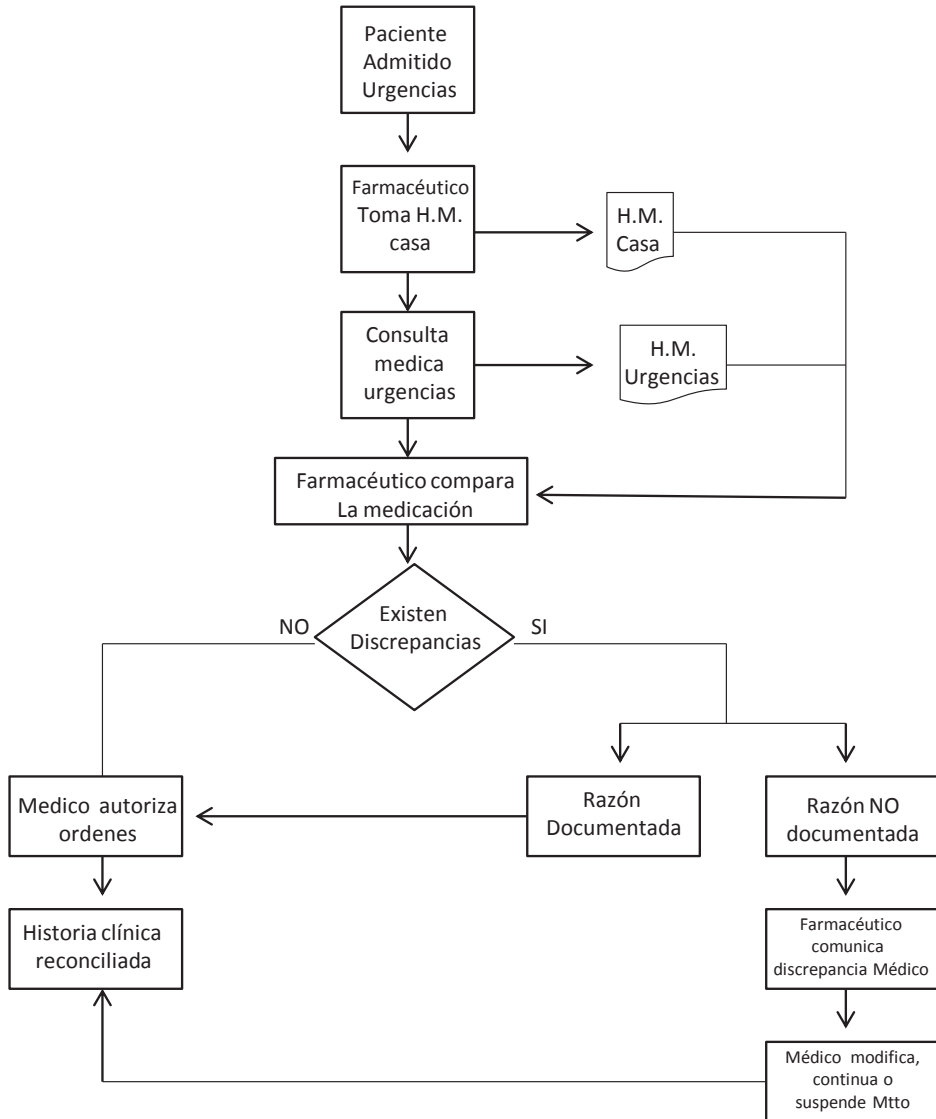 Paciente
Admitido
Urgencias
Farmacéutico
Toma H.M.
casa
H.M.
Casa
Consulta
medica
urgencias
H.M.
Urgencias
Farmacéutico compara
La medicación
Existen
Discrepancias
NO
SI
Medico autoriza
ordenes
Razón
Documentada
Razón NO
documentada
Historia clínica
reconciliada
Farmacéutico
comunica
discrepancia Médico
Médico modifica,
continua o
suspende Mtto